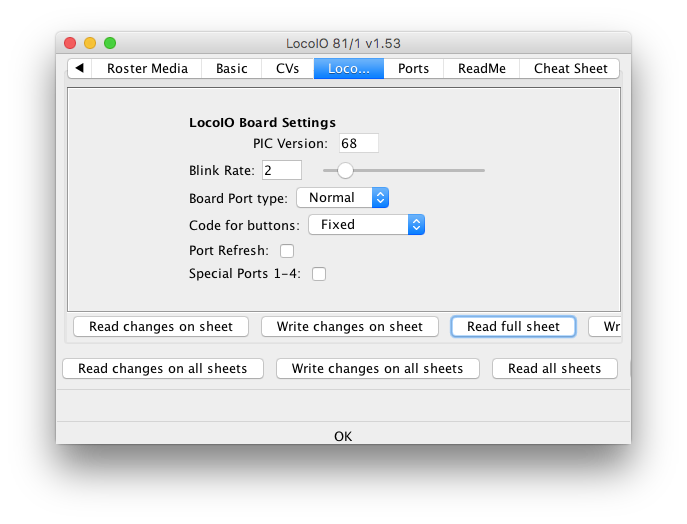 LocoIO 81/1 v1.53
◀ Roster Media Basic CVs Loco... Ports ReadMe Cheat Sheet
LocoIO Board Settings
PIC Version: 68
Blink Rate: 2
Board Port type: Normal
Code for buttons: Fixed
Port Refresh:
Special Ports 1-4:
Read changes on sheet Write changes on sheet Read full sheet Wr
Read changes on all sheets Write changes on all sheets Read all sheets
OK